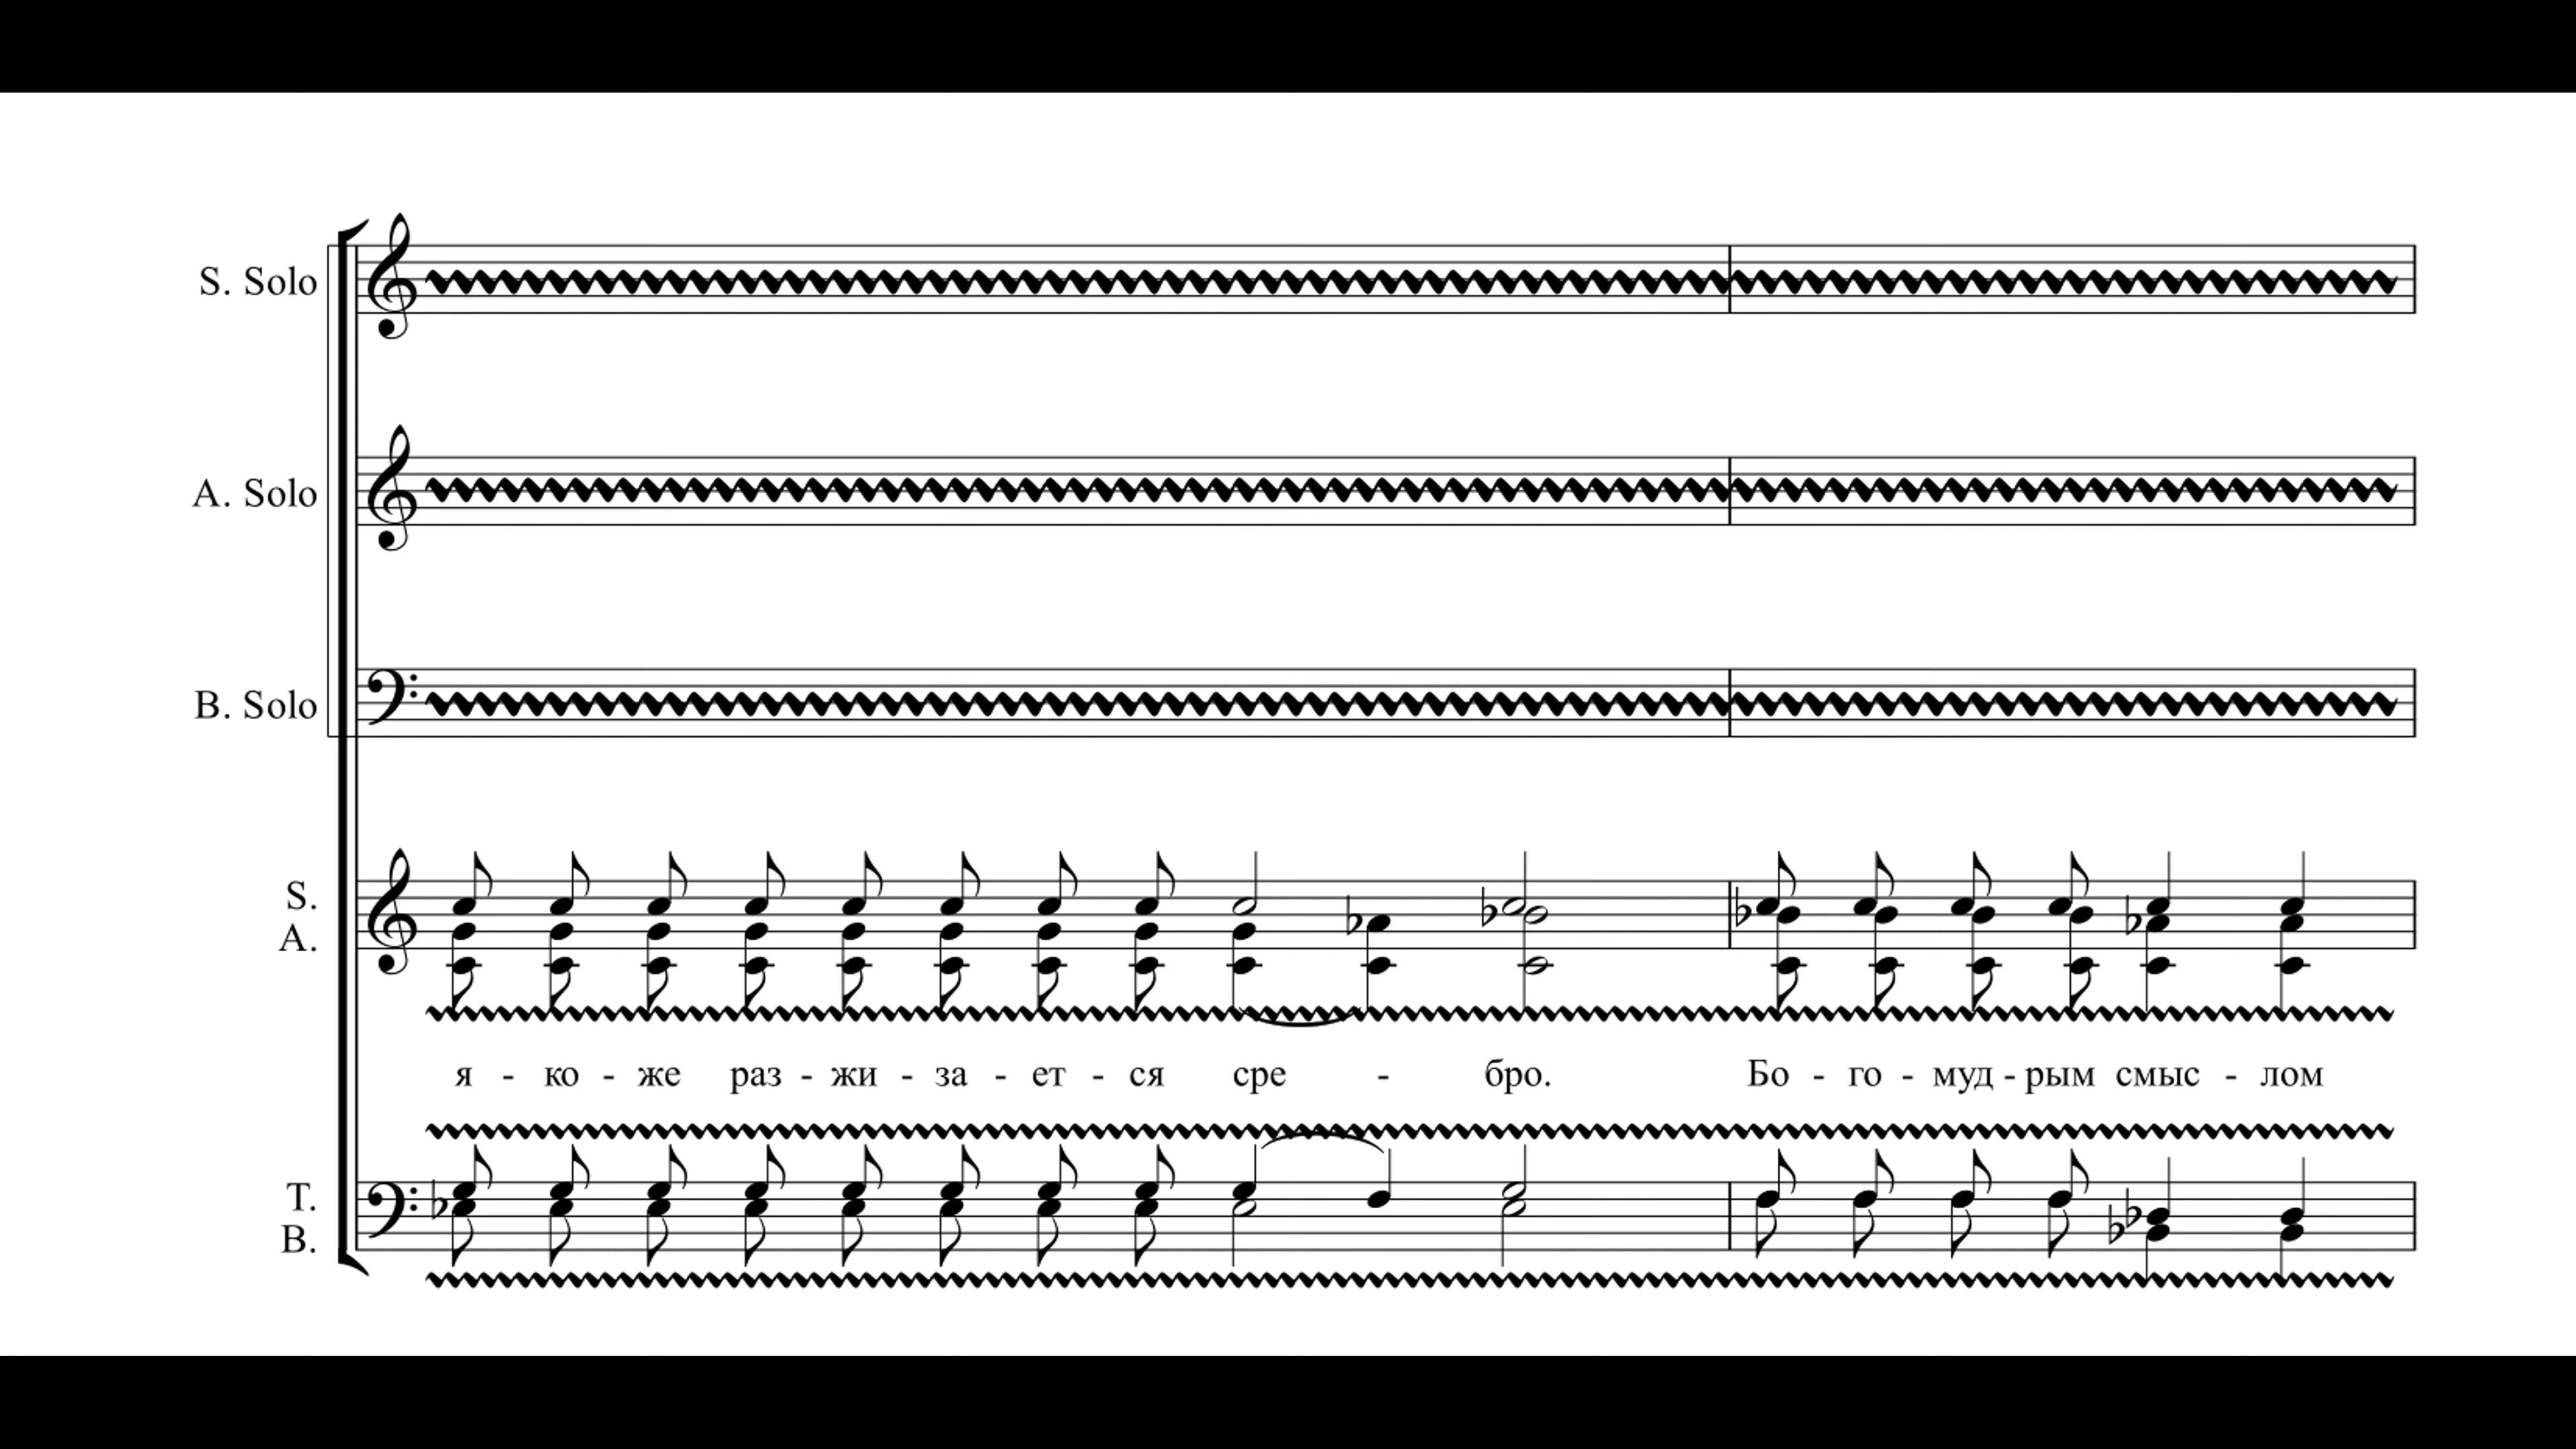 S. Solo
A. Solo
B. Solo
S.
A.
я - ко - же раз - жи - за - ет - ся сре - бро. Бо - го - муд - рым смыс - лом
T.
B.